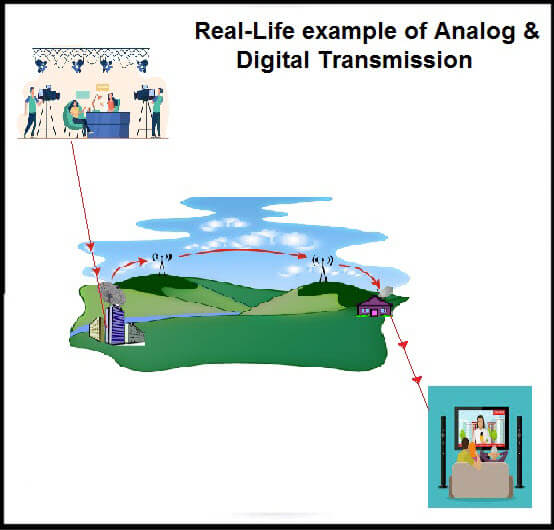 Real-Life example of Analog &
Digital Transmission